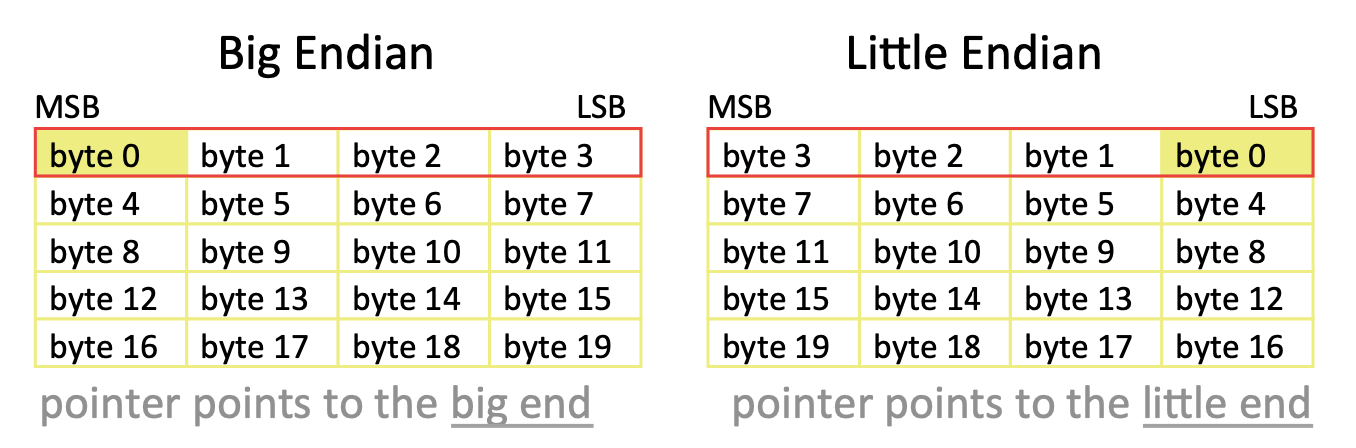 Big Endian
MSB LSB
byte 0 byte 1 byte 2 byte 3
byte 4 byte 5 byte 6 byte 7
byte 8 byte 9 byte 10 byte 11
byte 12 byte 13 byte 14 byte 15
byte 16 byte 17 byte 18 byte 19
pointer points to the big end
Little Endian
MSB LSB
byte 3 byte 2 byte 1 byte 0
byte 7 byte 6 byte 5 byte 4
byte 11 byte 10 byte 9 byte 8
byte 15 byte 14 byte 13 byte 12
byte 19 byte 18 byte 17 byte 16
pointer points to the little end